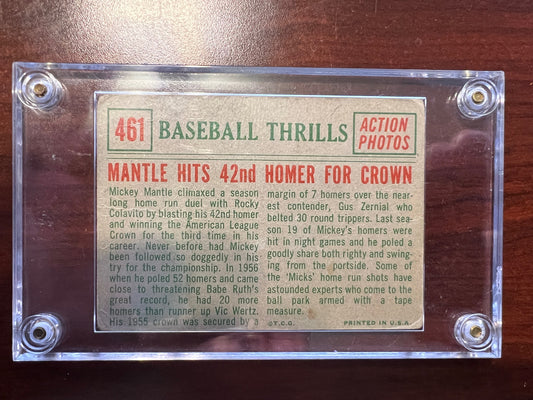 461 BASEBALL THRILLS ACTION PHOTOS
MANTLE HITS 42nd HOMER FOR CROWN
Mickey Mantle climaxed a season
long home run duel with Rocky
Colavito by blasting his 42nd homer
and winning the American League
Crown for the third time in his
career. Never before had Mickey
been followed so doggedly in his
try for the championship. In 1956
when he poled 52 homers and came
close to threatening Babe Ruth's
great record, he had 20 more
homers than runner up Vic Wertz.
His 1955 crown was secured by a
margin of 7 homers over the near-
est contender, Gus Zernial who
belted 30 round trippers. Last sea-
son 19 of Mickey's homers were
hit in night games and he poled a
goodly share both righty and swing-
ing from the portside. Some of
the 'Micks' home run shots have
astounded experts who come to the
ball park armed with a tape
measure.
©T.C.G. PRINTED IN U.S.A.